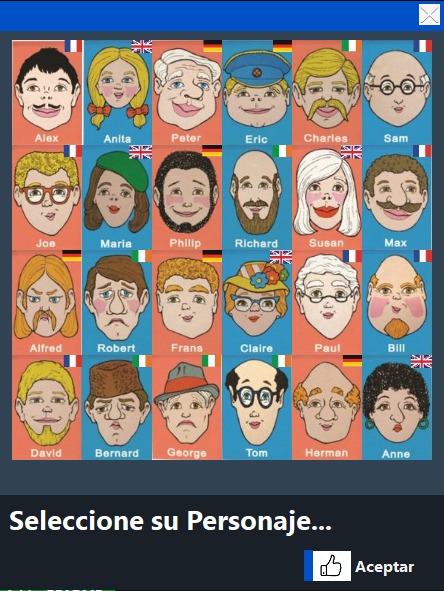 Alex Anita Peter Eric Charles Sam
Joe Maria Philip Richard Susan Max
Alfred Robert Frans Claire Paul Bill
David Bernard George Tom Herman Anne
Seleccione su Personaje...
Aceptar